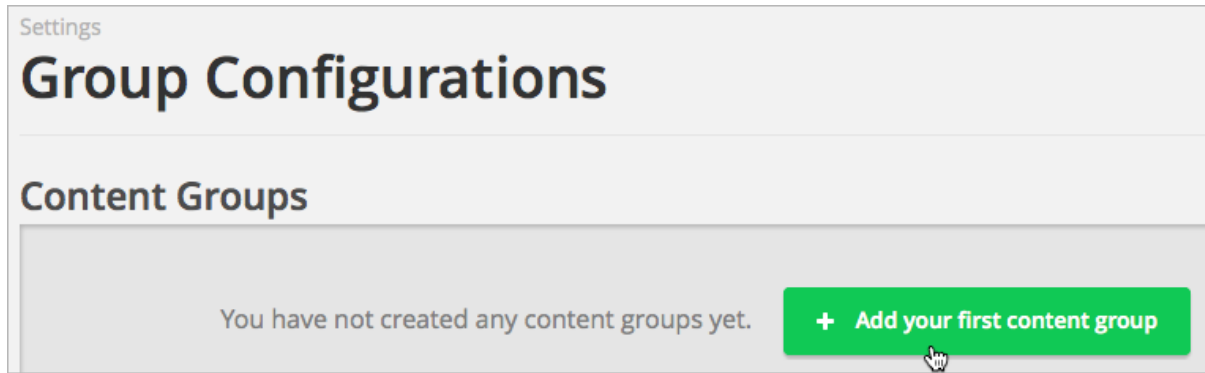 Settings
Group Configurations
Content Groups
You have not created any content groups yet. + Add your first content group